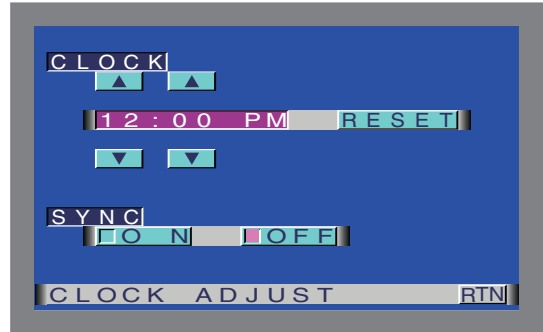 CLOCK
▲ ▲
12:00 PM RESET
▼ ▼
SYNC
ON OFF
CLOCK ADJUST RTN